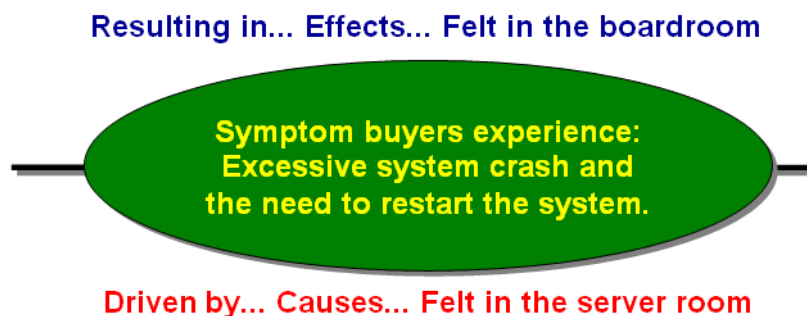 Resulting in... Effects... Felt in the boardroom
Symptom buyers experience:
Excessive system crash and
the need to restart the system.
Driven by... Causes... Felt in the server room